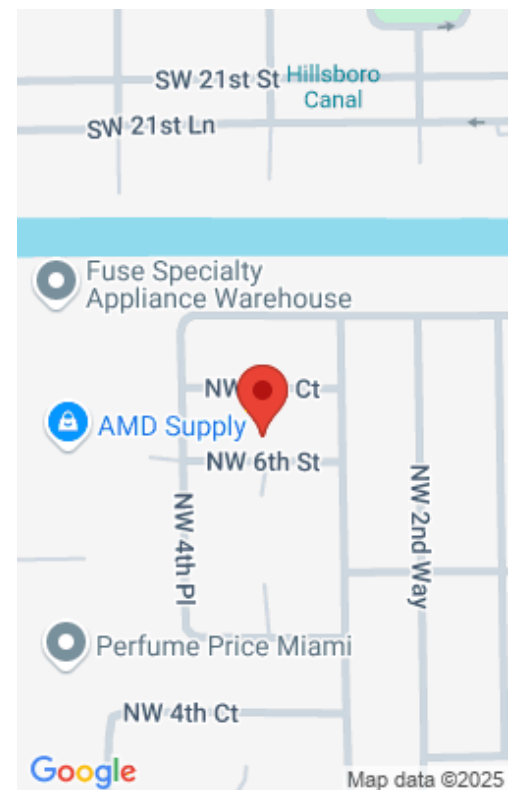 SW 21st St
Hillsboro
Canal
SW 21st Ln
Fuse Specialty
Appliance Warehouse
NW Ct
AMD Supply
NW 6th St
NW 4th Pl
NW 2nd Way
Perfume Price Miami
NW 4th Ct
Google
Map data ©2025